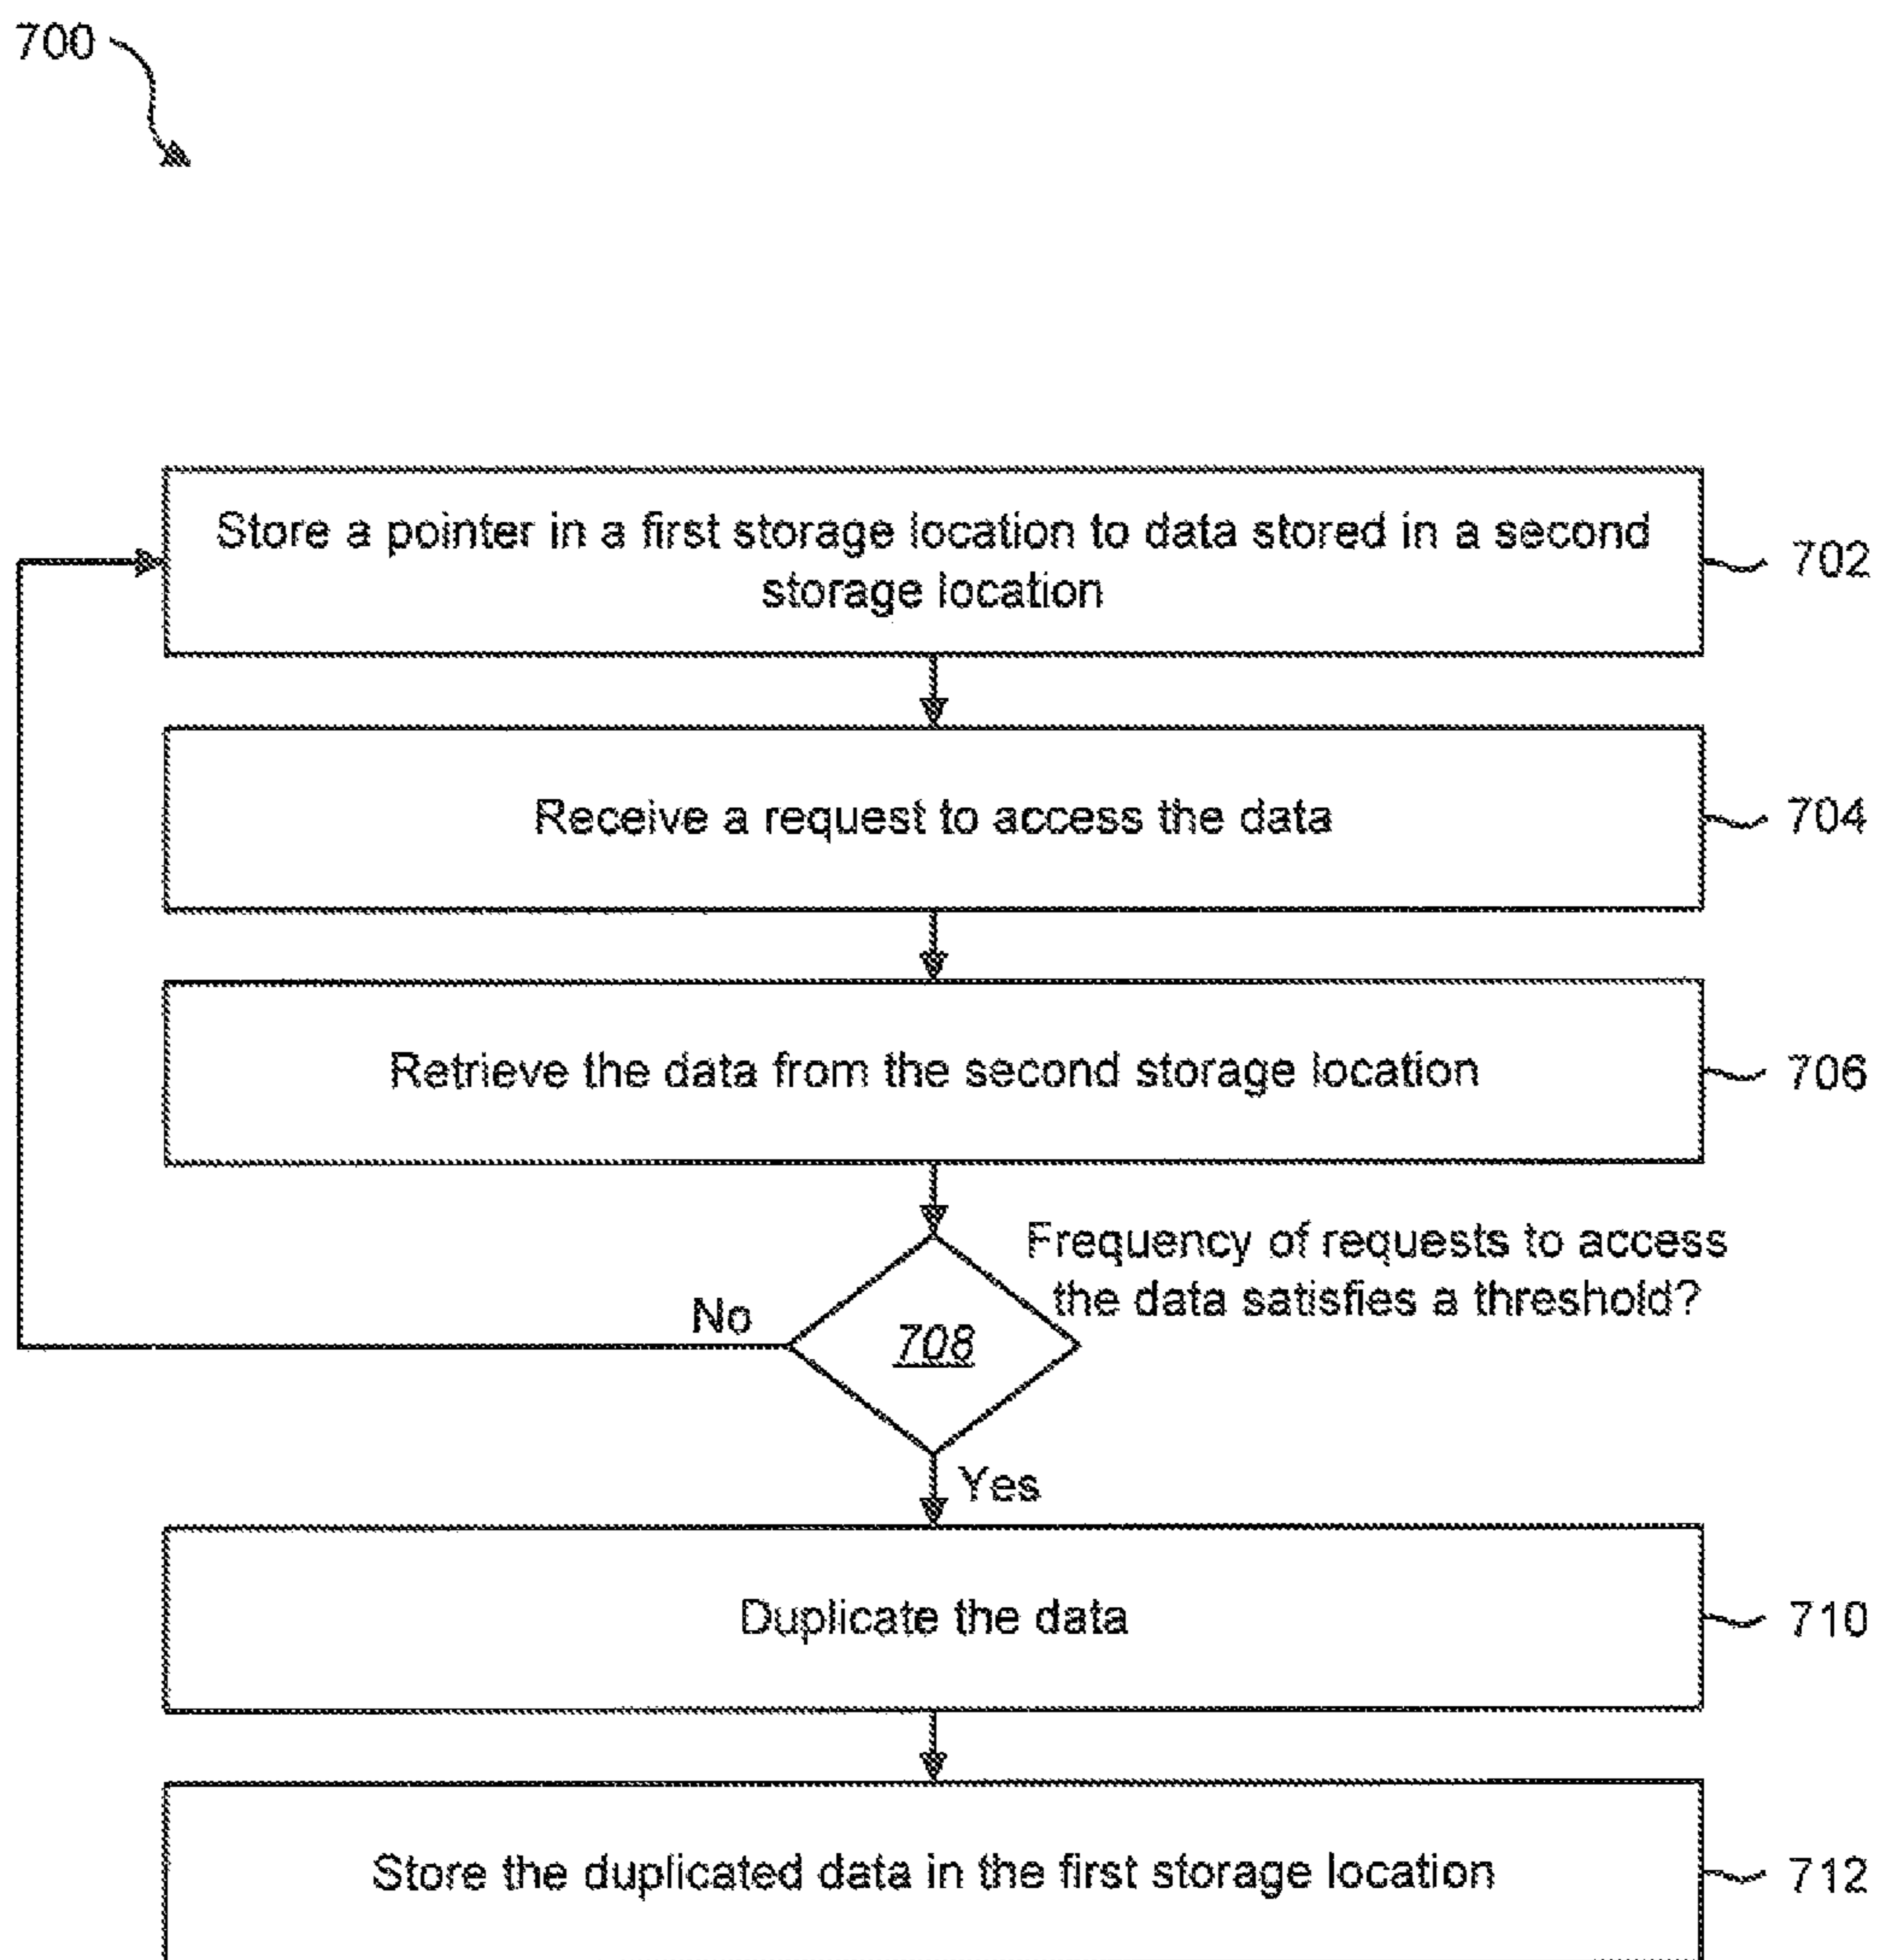 700
Store a pointer in a first storage location to data stored in a second
storage location
702
Receive a request to access the data
704
Retrieve the data from the second storage location
706
Frequency of requests to access
the data satisfies a threshold?
No
708
Yes
Duplicate the data
710
Store the duplicated data in the first storage location
712